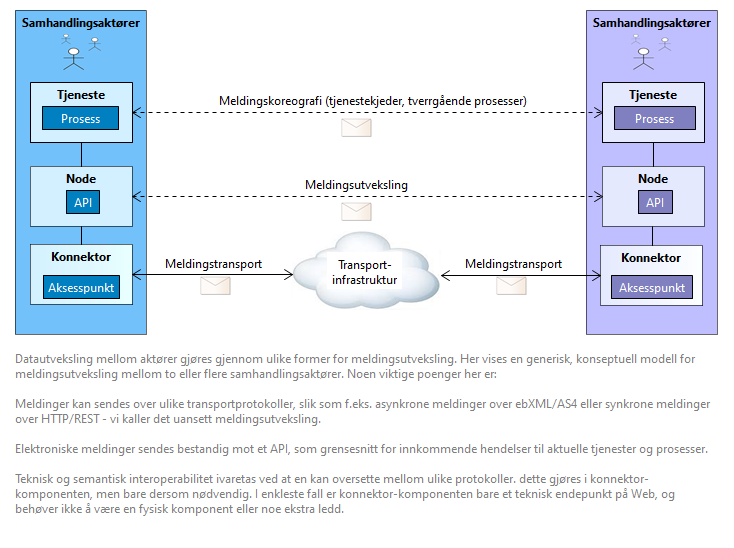 Samhandlingsaktører
Samhandlingsaktører
Tjeneste
Prosess
Meldingskoreografi (tjenestekjeder, tverrgående prosesser)
Tjeneste
Prosess
Node
API
Meldingsutveksling
Node
API
Konnektor
Aksesspunkt
Meldingstransport
Transport-
infrastruktur
Meldingstransport
Konnektor
Aksesspunkt
Datautveksling mellom aktører gjøres gjennom ulike former for meldingsutveksling. Her vises en generisk, konseptuell modell for
meldingsutveksling mellom to eller flere samhandlingsaktører. Noen viktige poenger her er:
Meldinger kan sendes over ulike transportprotokoller, slik som f.eks. asynkrone meldinger over ebXML/AS4 eller synkrone meldinger
over HTTP/REST - vi kaller det uansett meldingsutveksling.
Elektroniske meldinger sendes bestandig mot et API, som grensesnitt for innkommende hendelser til aktuelle tjenester og prosesser.
Teknisk og semantisk interoperabilitet ivaretas ved at en kan oversette mellom ulike protokoller. dette gjøres i konnektor-
komponenten, men bare dersom nødvendig. I enkleste fall er konnektor-komponenten bare et teknisk endepunkt på Web, og
behøver ikke å være en fysisk komponent eller noe ekstra ledd.